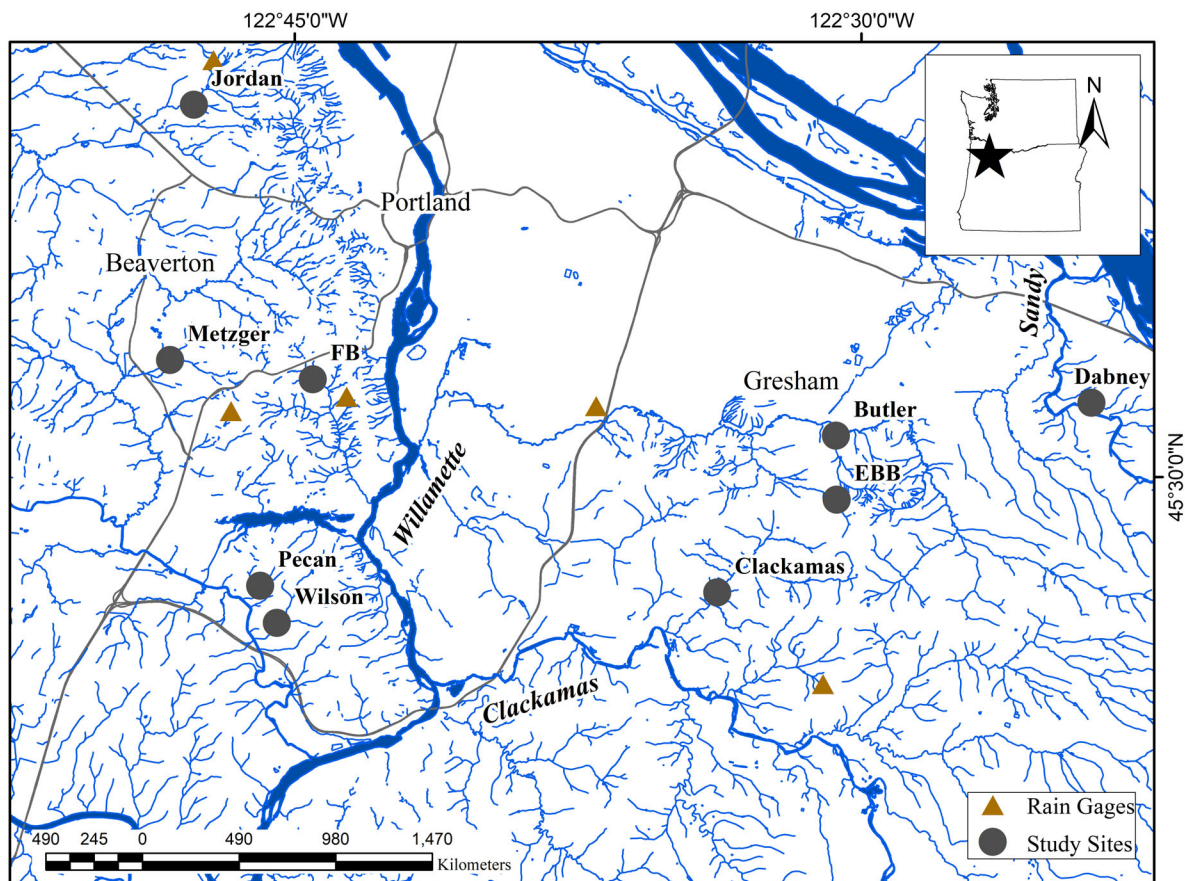 122°45'0"W
122°30'0"W
Jordan
N
Portland
Beaverton
Sandy
Metzger
FB
Gresham
Dabney
Butler
Willamette
EBB
45°30'0"N
Pecan
Clackamas
Wilson
Clackamas
Rain Gages
Study Sites
490 245 0 490 980 1,470
Kilometers